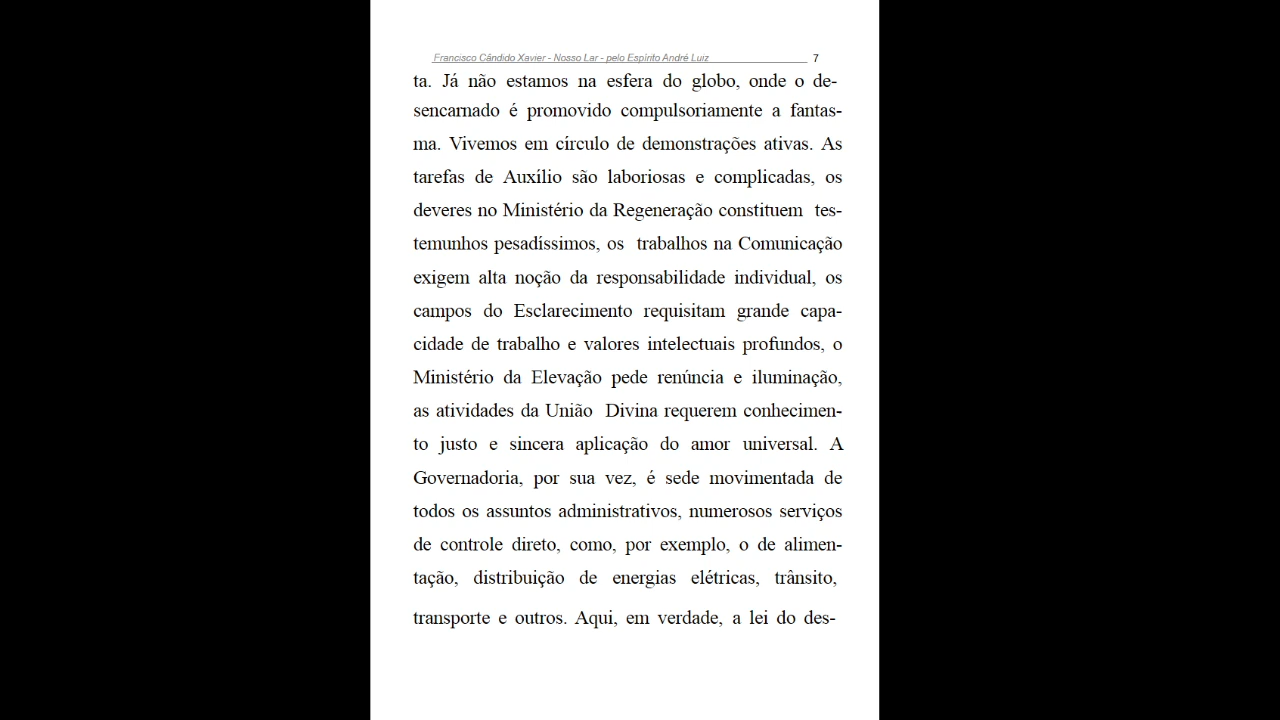 Francisco Cândido Xavier - Nosso Lar - pelo Espírito André Luiz 7
ta. Já não estamos na esfera do globo, onde o de-
sencarnado é promovido compulsoriamente a fantas-
ma. Vivemos em círculo de demonstrações ativas. As
tarefas de Auxílio são laboriosas e complicadas, os
deveres no Ministério da Regeneração constituem tes-
temunhos pesadíssimos, os trabalhos na Comunicação
exigem alta noção da responsabilidade individual, os
campos do Esclarecimento requisitam grande capa-
cidade de trabalho e valores intelectuais profundos, o
Ministério da Elevação pede renúncia e iluminação,
as atividades da União Divina requerem conhecimen-
to justo e sincera aplicação do amor universal. A
Governadoria, por sua vez, é sede movimentada de
todos os assuntos administrativos, numerosos serviços
de controle direto, como, por exemplo, o de alimen-
tação, distribuição de energias elétricas, trânsito,
transporte e outros. Aqui, em verdade, a lei do des-